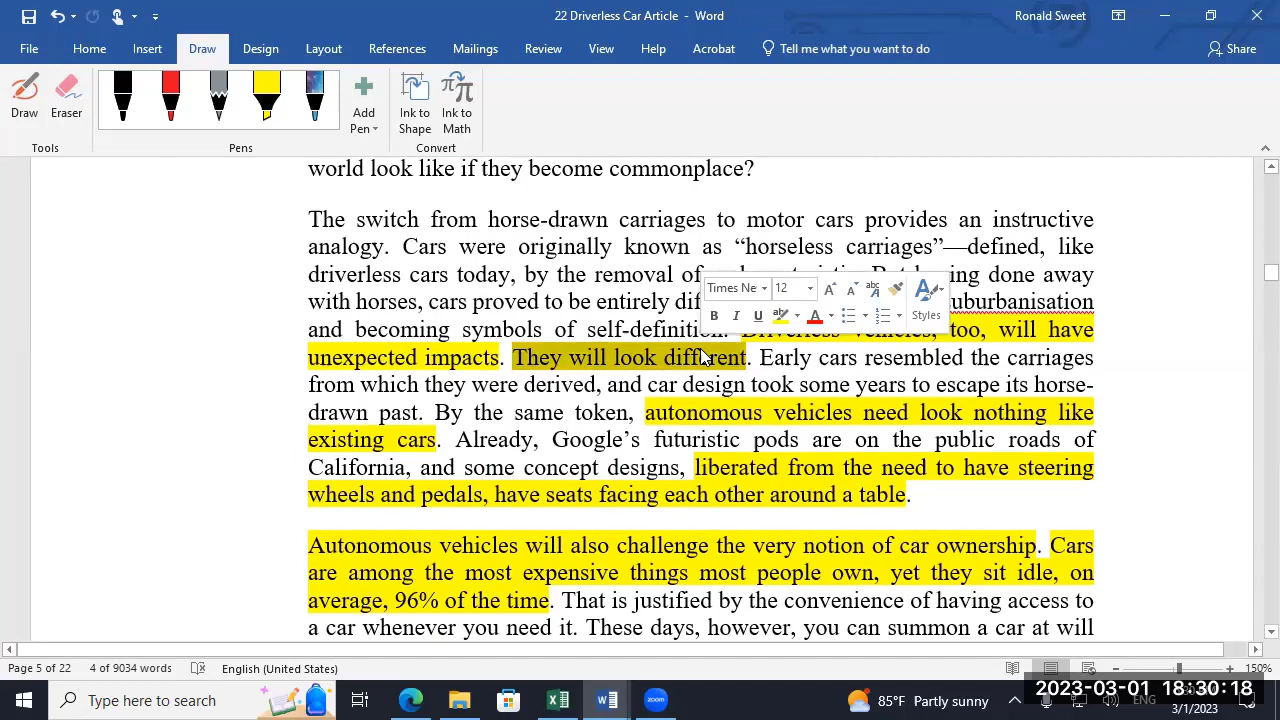 22 Driverless Car Article - Word
Ronald Sweet
File Home Insert Draw Design Layout References Mailings Review View Help Acrobat Tell me what you want to do Share
Draw Eraser Add Pen Ink to Shape Ink to Math
Tools Pens Convert
world look like if they become commonplace?
The switch from horse-drawn carriages to motor cars provides an instructive
analogy. Cars were originally known as “horseless carriages”—defined, like
driverless cars today, by the removal of
done away
with horses, cars proved to be entirely
suburbanisation
and becoming symbols of self-definition. Driverless vehicles, too, will have
unexpected impacts. They will look different. Early cars resembled the carriages
from which they were derived, and car design took some years to escape its horse-
drawn past. By the same token, autonomous vehicles need look nothing like
existing cars. Already, Google’s futuristic pods are on the public roads of
California, and some concept designs, liberated from the need to have steering
wheels and pedals, have seats facing each other around a table.
Autonomous vehicles will also challenge the very notion of car ownership. Cars
are among the most expensive things most people own, yet they sit idle, on
average, 96% of the time. That is justified by the convenience of having access to
a car whenever you need it. These days, however, you can summon a car at will
Times Ne 12
B I U A Styles
Page 5 of 22 4 of 9034 words English (United States) 150%
Type here to search 85°F Partly sunny ENG
2023-03-01 18:30:18
3/1/2023